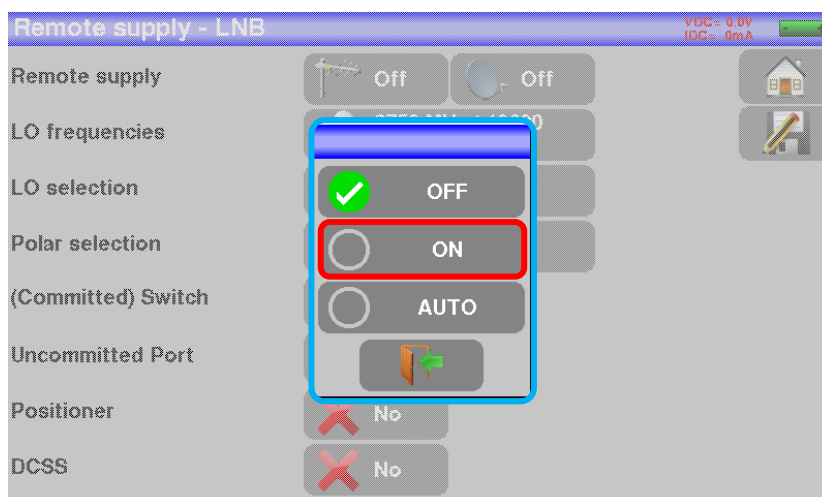 Remote supply - LNB
VDC= 0.0V
IDC= 0mA
Remote supply
Off
Off
LO frequencies
LO selection
OFF
Polar selection
ON
(Committed) Switch
AUTO
Uncommitted Port
Positioner
No
DCSS
No